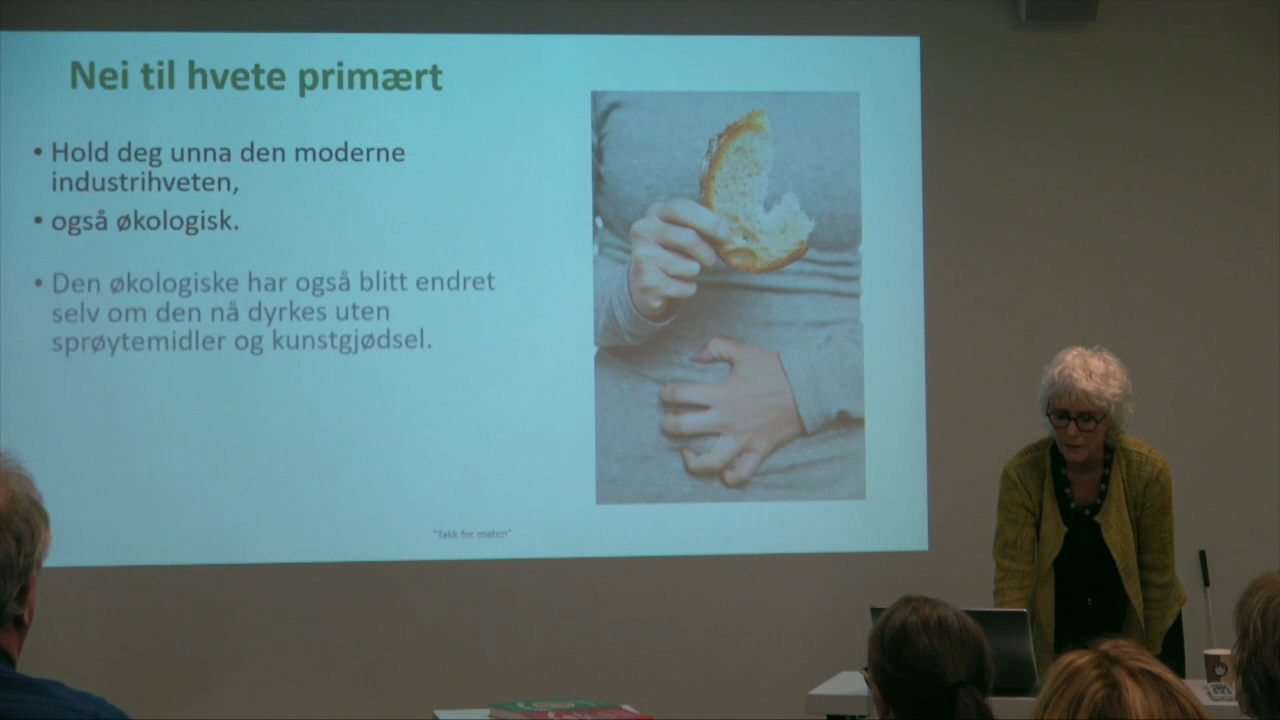 Nei til hvete primært
• Hold deg unna den moderne
industrihveten,
• også økologisk.
• Den økologiske har også blitt endret
selv om den nå dyrkes uten
sprøytemidler og kunstgjødsel.
"Takk for maten"